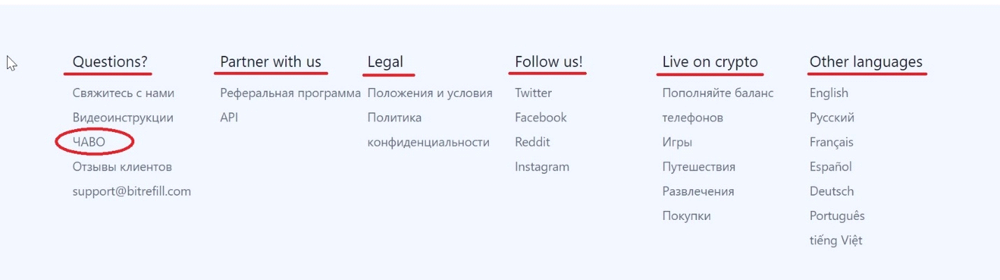 Questions?
Свяжитесь с нами
Видеоинструкции
ЧАВО
Отзывы клиентов
support@bitrefill.com
Partner with us
Реферальная программа
API
Legal
Положения и условия
Политика
конфиденциальности
Follow us!
Twitter
Facebook
Reddit
Instagram
Live on crypto
Пополняйте баланс
телефонов
Игры
Путешествия
Развлечения
Покупки
Other languages
English
Русский
Français
Español
Deutsch
Português
tiếng Việt